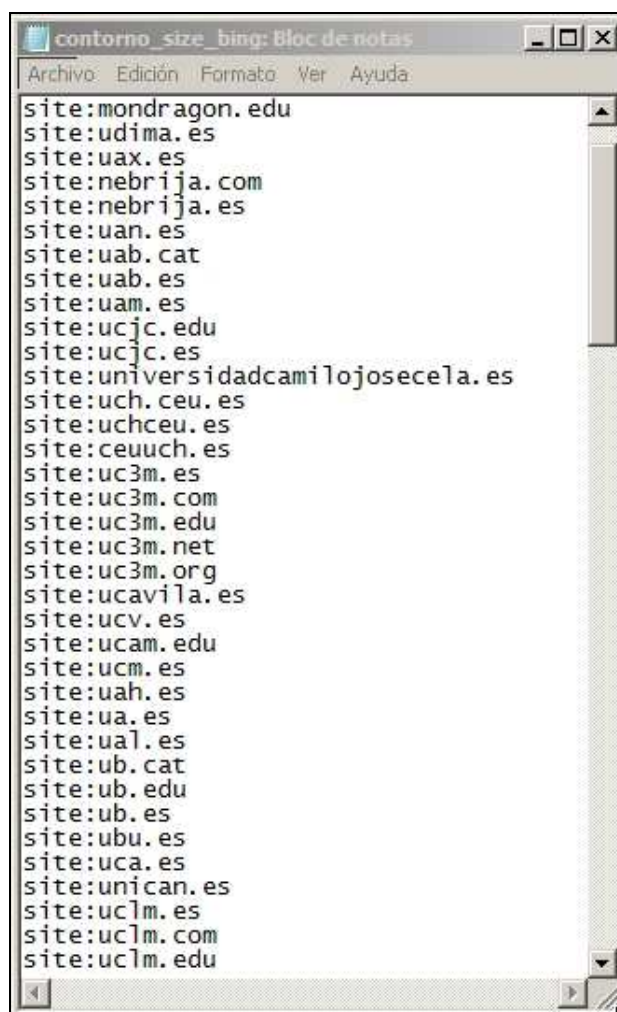 contorno_size_bing: Bloc de notas
Archivo Edición Formato Ver Ayuda
site:mondragon.edu
site:udima.es
site:uax.es
site:nebrija.com
site:nebrija.es
site:uan.es
site:uab.cat
site:uab.es
site:uam.es
site:ucjc.edu
site:ucjc.es
site:universidadcamilojosecela.es
site:uch.ceu.es
site:uchceu.es
site:ceuuch.es
site:uc3m.es
site:uc3m.com
site:uc3m.edu
site:uc3m.net
site:uc3m.org
site:ucavila.es
site:ucv.es
site:ucam.edu
site:ucm.es
site:uah.es
site:ua.es
site:ual.es
site:ub.cat
site:ub.edu
site:ub.es
site:ubu.es
site:uca.es
site:unican.es
site:uclm.es
site:uclm.com
site:uclm.edu